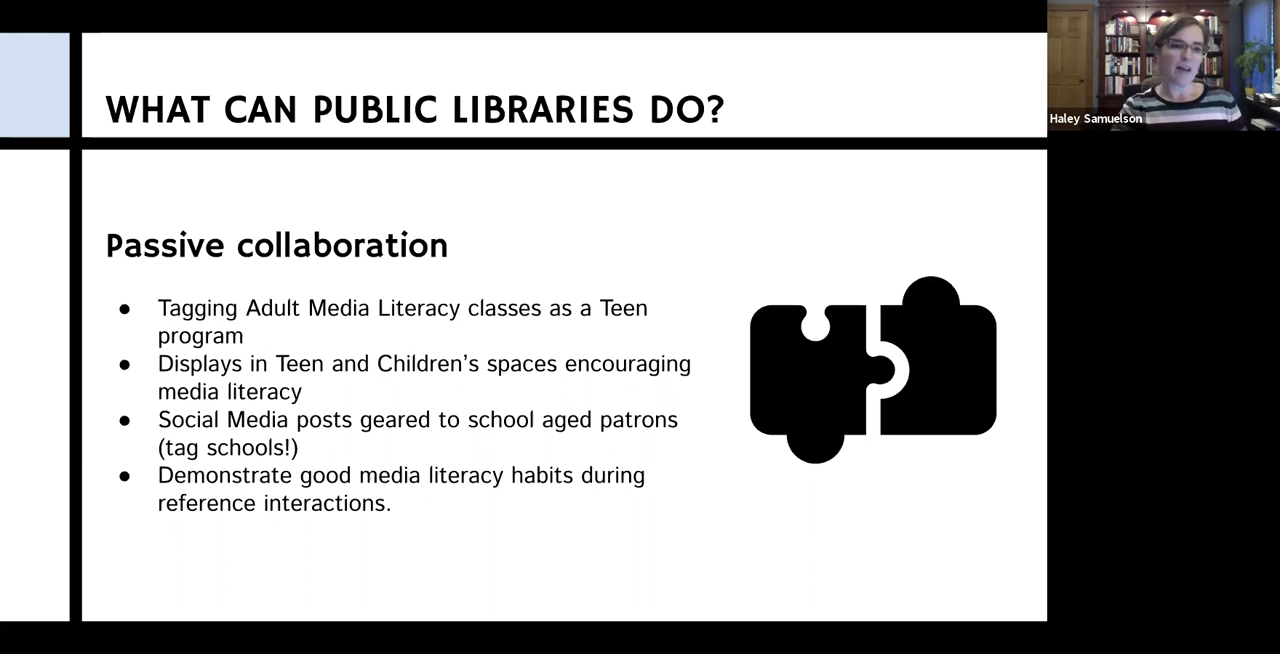 WHAT CAN PUBLIC LIBRARIES DO?
Haley Samuelson
Passive collaboration
● Tagging Adult Media Literacy classes as a Teen
program
● Displays in Teen and Children’s spaces encouraging
media literacy
● Social Media posts geared to school aged patrons
(tag schools!)
● Demonstrate good media literacy habits during
reference interactions.